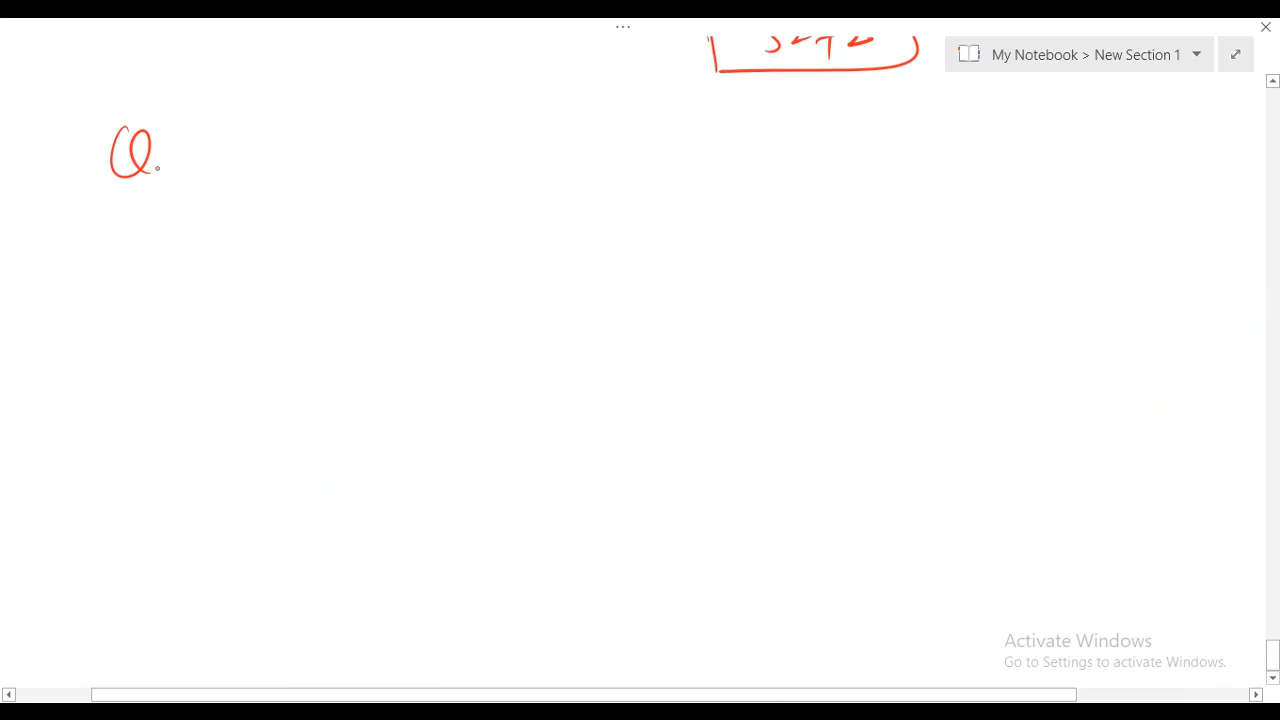 My Notebook > New Section 1
Q.
Activate Windows
Go to Settings to activate Windows.